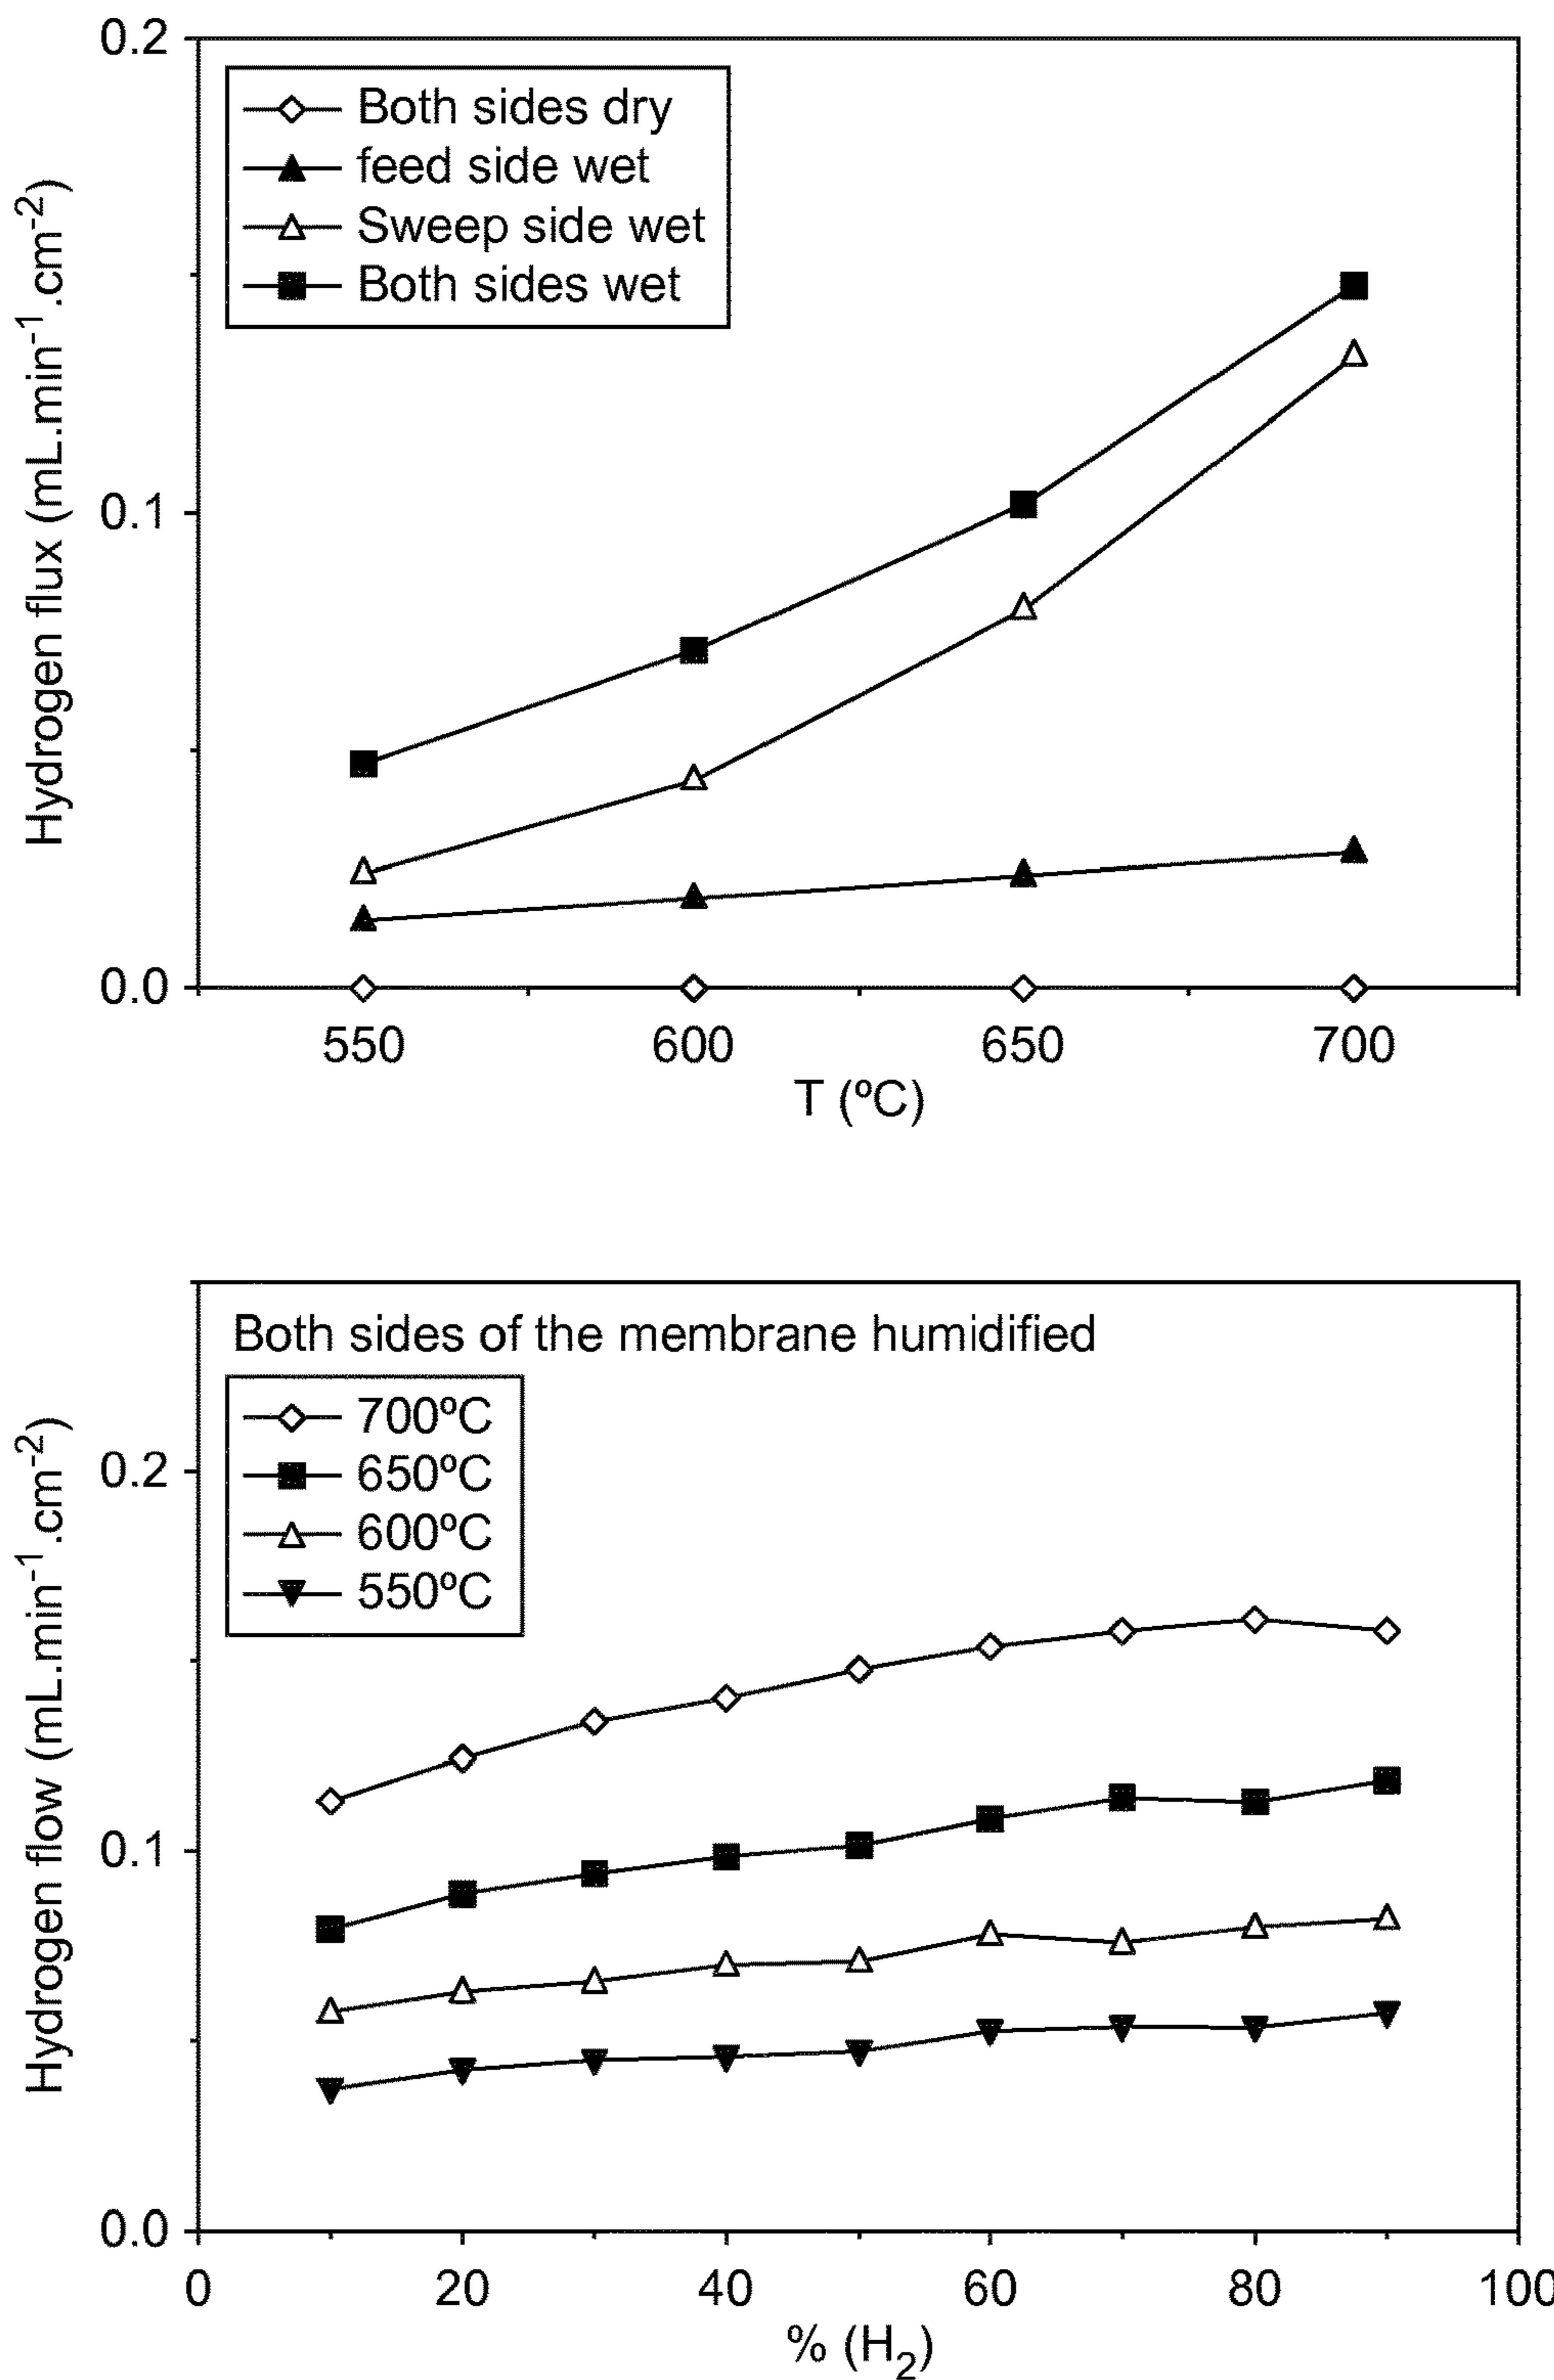 0.2
Both sides dry
feed side wet
Sweep side wet
Both sides wet
Hydrogen flux (mL.min⁻¹.cm⁻²)
0.1
0.0
550 600 650 700
T (ºC)
Both sides of the membrane humidified
700ºC
650ºC
600ºC
550ºC
Hydrogen flow (mL.min⁻¹.cm⁻²)
0.2
0.1
0.0
0 20 40 60 80 100
% (H₂)